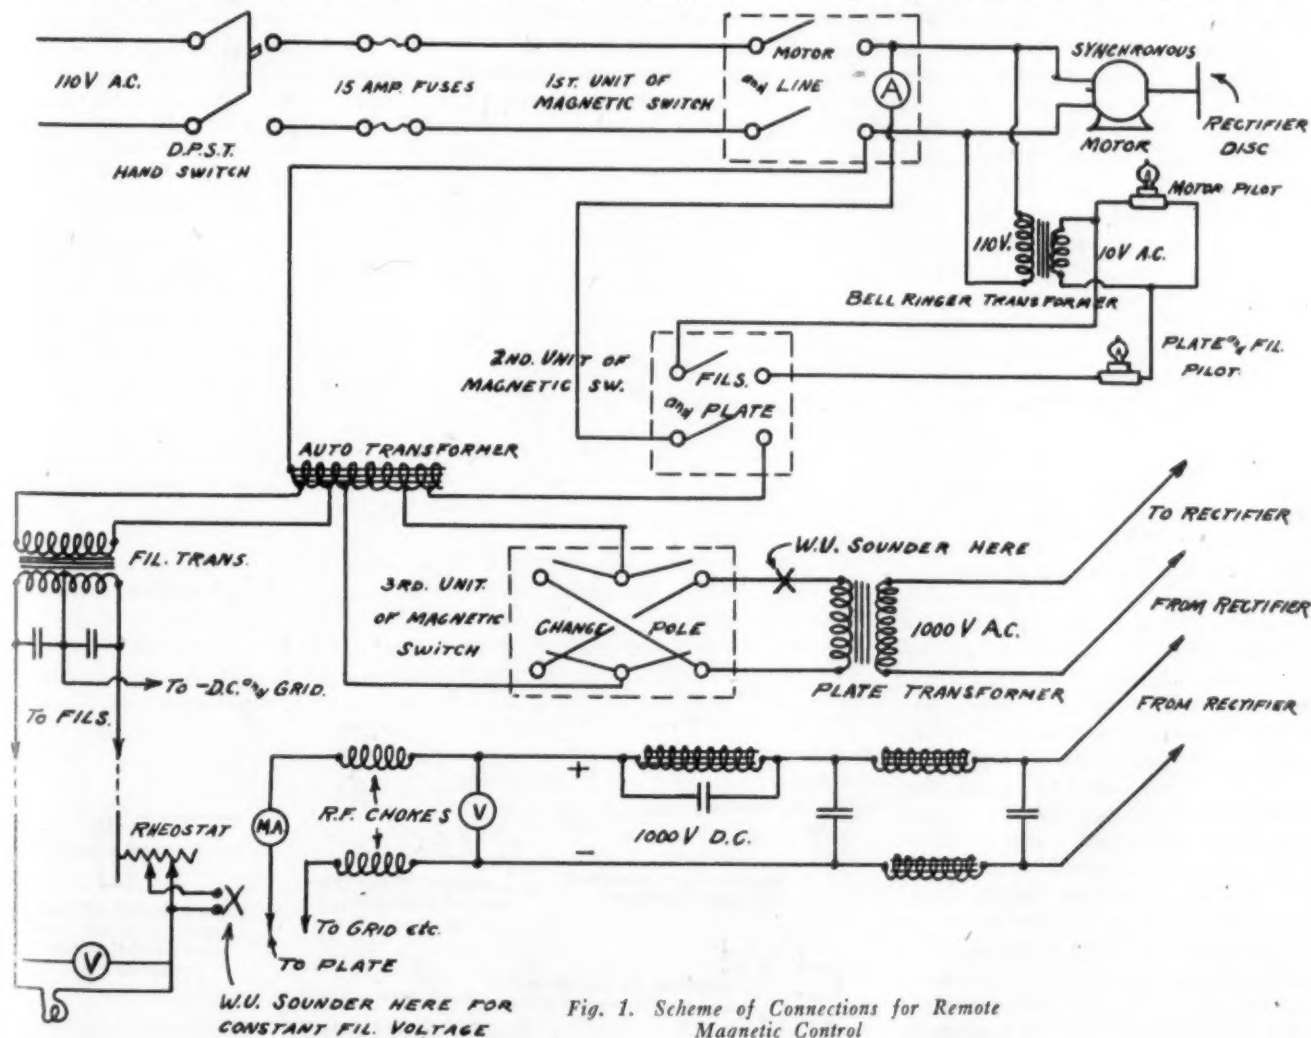 110V A.C.
D.P.S.T.
HAND SWITCH
15 AMP. FUSES
1ST. UNIT OF
MAGNETIC SWITCH
MOTOR
and LINE
A
SYNCHRONOUS
MOTOR
RECTIFIER
DISC
MOTOR PILOT
110V.
10V A.C.
BELL RINGER TRANSFORMER
2ND. UNIT OF
MAGNETIC SW.
FILS.
and PLATE
PLATE and FIL.
PILOT.
AUTO TRANSFORMER
FIL. TRANS.
3RD. UNIT.
OF MAGNETIC
SWITCH
CHANGE POLE
W.U. SOUNDER HERE
1000 V A.C.
PLATE TRANSFORMER
TO RECTIFIER
FROM RECTIFIER
FROM RECTIFIER
TO -D.C. and GRID.
TO FILS.
RHEOSTAT
MA
R.F. CHOKES
V
+
-
1000 V D.C.
TO GRID etc.
TO PLATE
V
W.U. SOUNDER HERE FOR
CONSTANT FIL. VOLTAGE
Fig. 1. Scheme of Connections for Remote
Magnetic Control